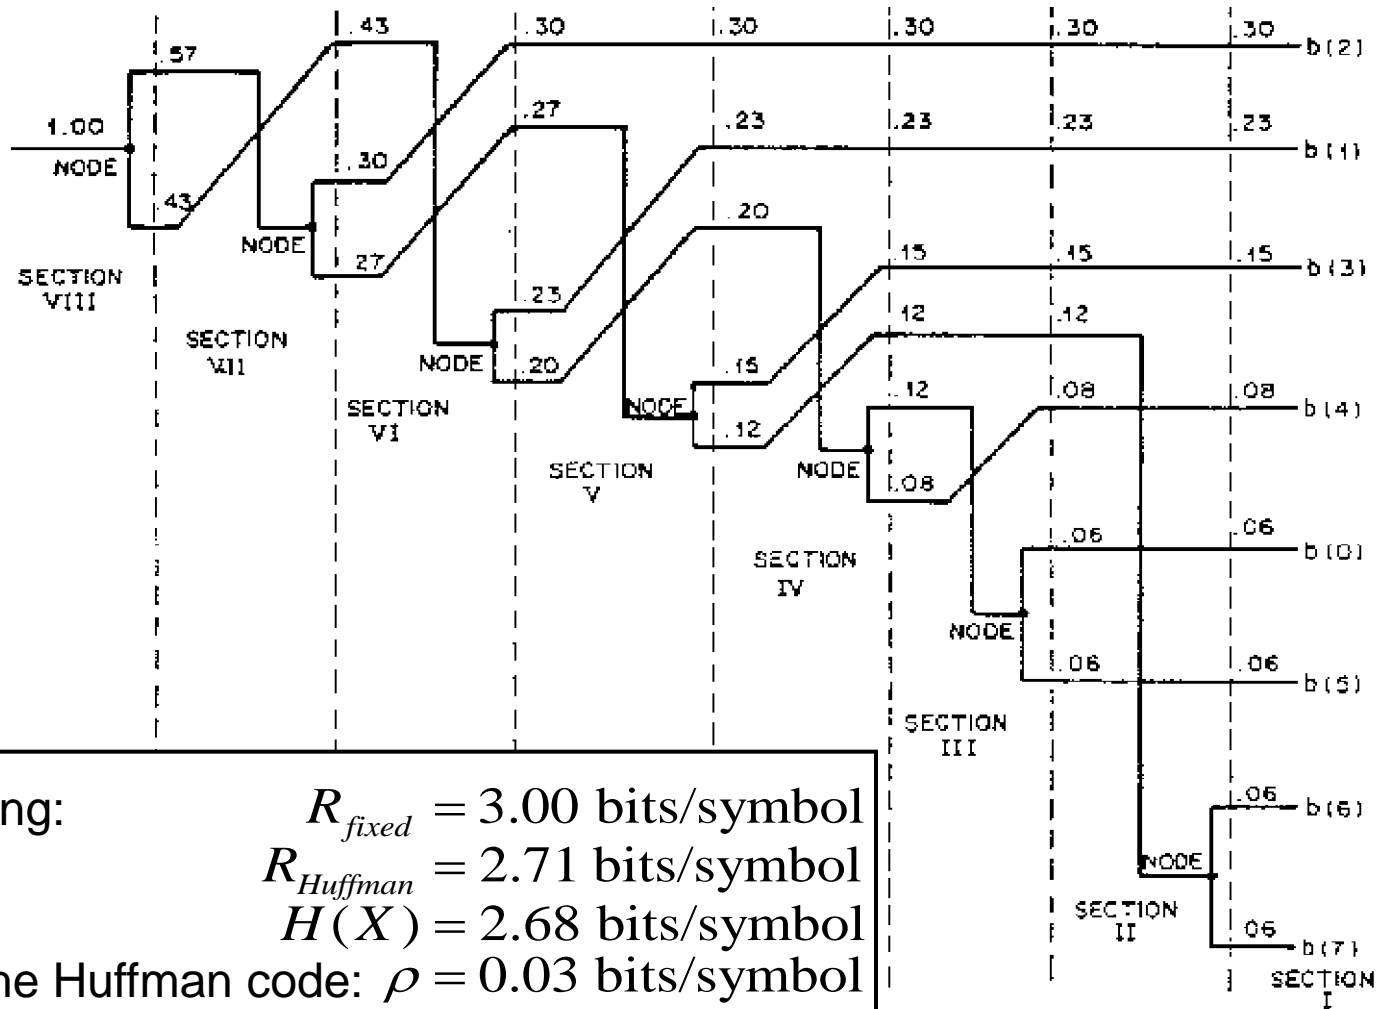 .43 .30 .30 .30 .30 .30
.57 b(2)
.27 .23 .23 .23 .23
1.00 .30 b(1)
NODE
.43 .20
NODE .27 .15 .15 .15 b(3)
SECTION VIII
.23 .12 .12
SECTION VII
NODE .20 .15 .12 .08 .08
SECTION VI
NODE b(4)
.12
SECTION V
NODE .08
.06 .06
SECTION IV
b(0)
NODE
.06 .06
b(5)
SECTION III
.06
b(6)
ng: R fixed = 3.00 bits/symbol
R Huffman = 2.71 bits/symbol
NODE
H(X) = 2.68 bits/symbol
SECTION II
.06
b(7)
ne Huffman code: ρ = 0.03 bits/symbol
SECTION I